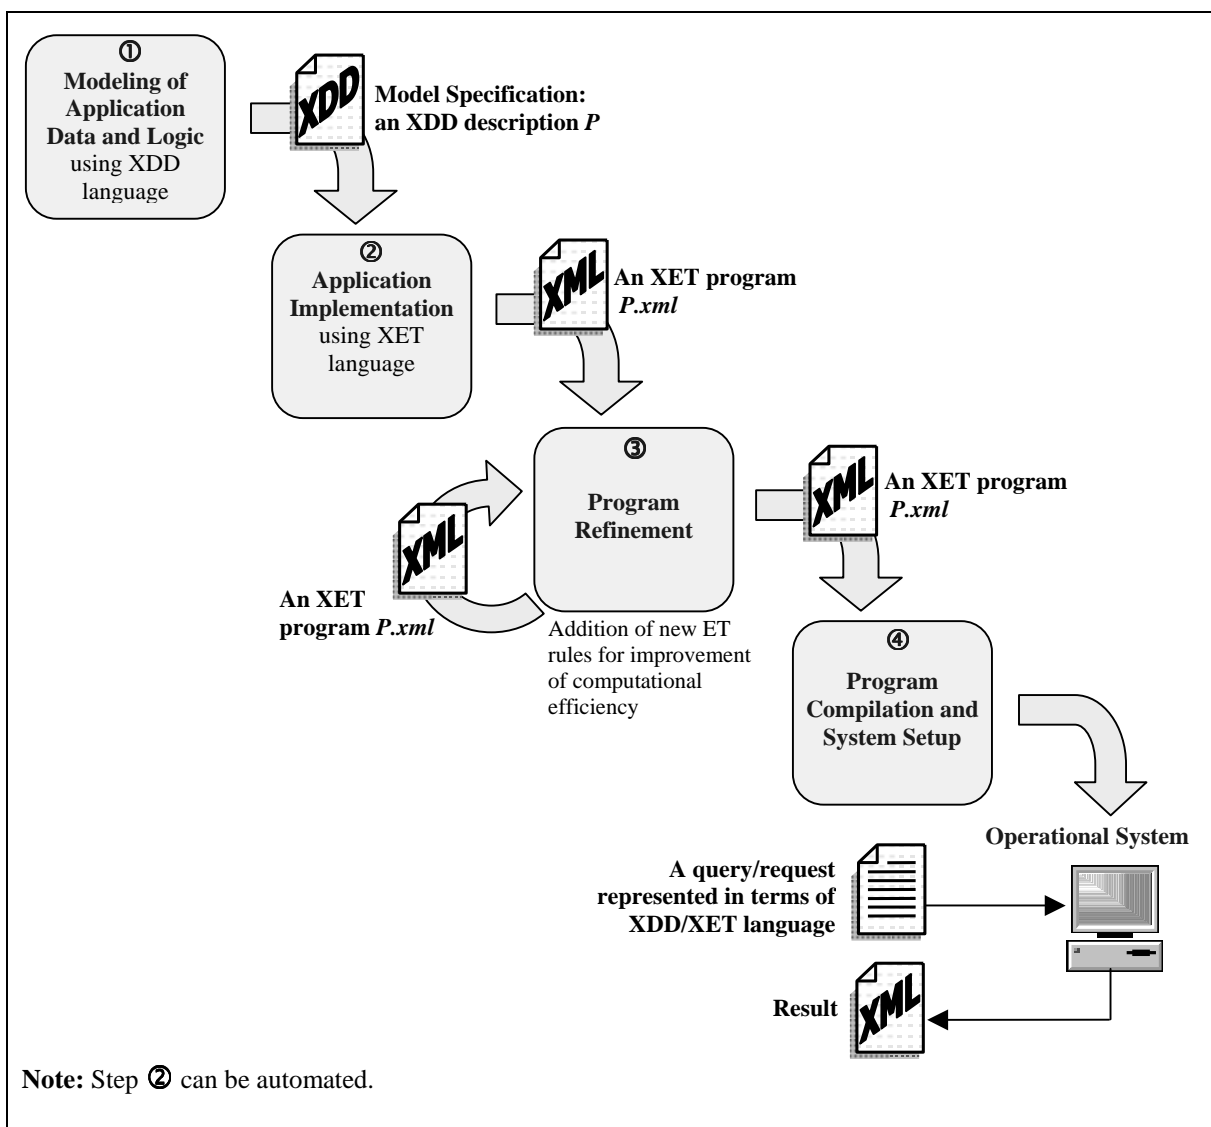 ①
Modeling of
Application
Data and Logic
using XDD
language
XDD
Model Specification:
an XDD description P
②
Application
Implementation
using XET
language
XML
An XET program
P.xml
③
Program
Refinement
XML
An XET
program P.xml
Addition of new ET
rules for improvement
of computational
efficiency
XML
An XET program
P.xml
④
Program
Compilation and
System Setup
Operational System
A query/request
represented in terms of
XDD/XET language
Result
XML
Note: Step ② can be automated.